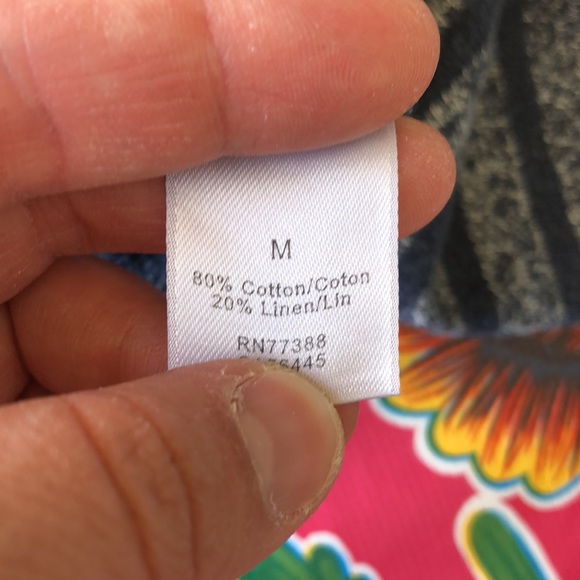 M
80% Cotton/Coton
20% Linen/Lin
RN77388